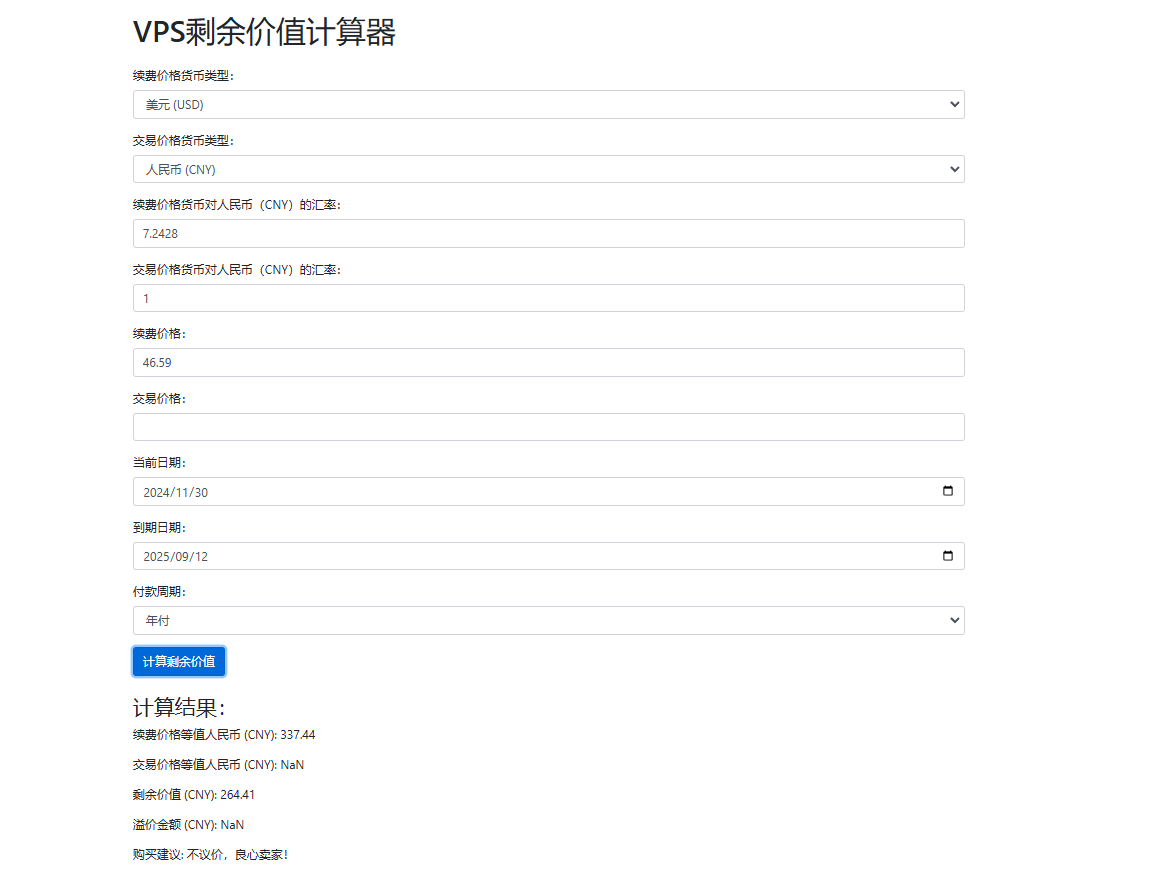 VPS剩余价值计算器
续费价格货币类型：
美元 (USD)
交易价格货币类型：
人民币 (CNY)
续费价格货币对人民币（CNY）的汇率：
7.2428
交易价格货币对人民币（CNY）的汇率：
1
续费价格：
46.59
交易价格：
当前日期：
2024/11/30
到期日期：
2025/09/12
付款周期：
年付
计算剩余价值
计算结果：
续费价格等值人民币 (CNY): 337.44
交易价格等值人民币 (CNY): NaN
剩余价值 (CNY): 264.41
溢价金额 (CNY): NaN
购买建议: 不议价，良心卖家！